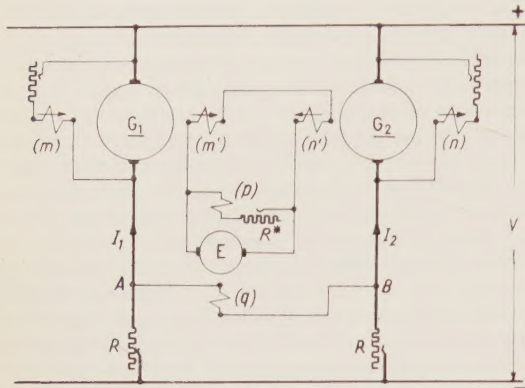 +
G₁
G₂
(m)
(m')
(n')
(n)
(p)
R*
E
I₁
I₂
V
(q)
A
B
R
R
−